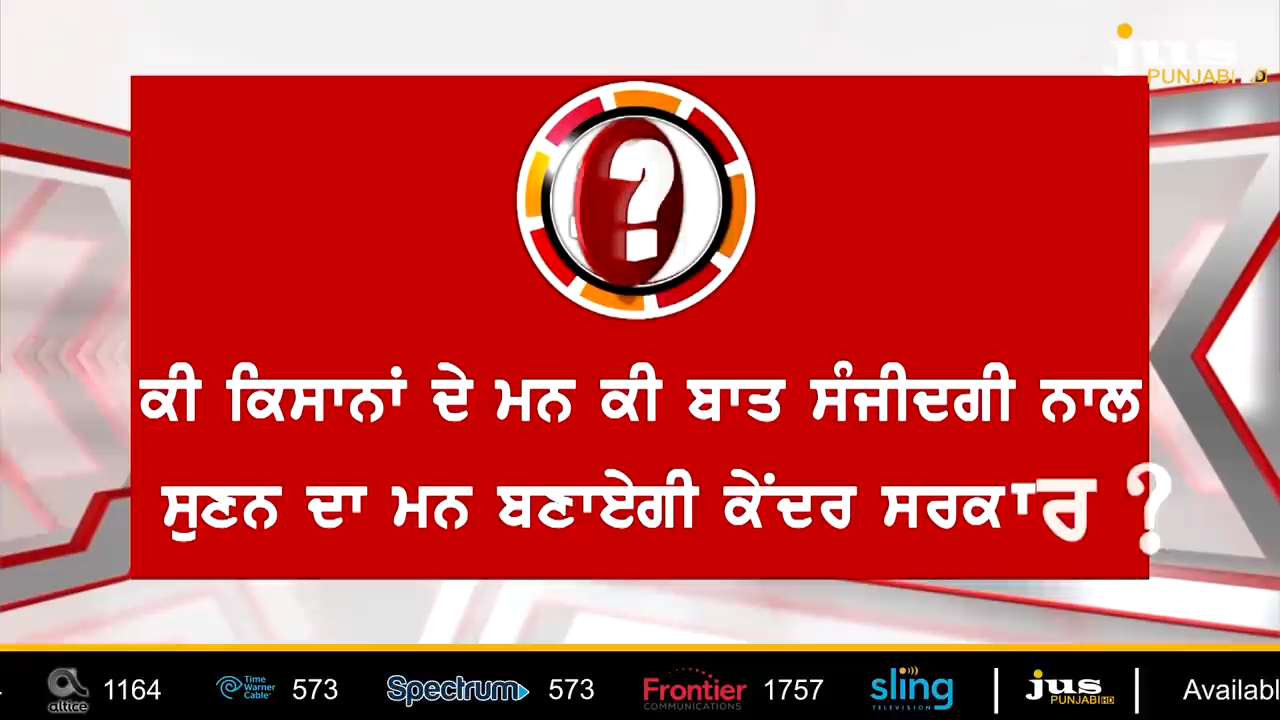 jus
PUNJABI HD
?
ਕੀ ਕਿਸਾਨਾਂ ਦੇ ਮਨ ਕੀ ਬਾਤ ਸੰਜੀਦਗੀ ਨਾਲ
ਸੁਣਨ ਦਾ ਮਨ ਬਣਾਏਗੀ ਕੇਂਦਰ ਸਰਕਾਰ ?
altice 1164 Time Warner Cable 573 Spectrum 573 Frontier COMMUNICATIONS 1757 sling TELEVISION | jus PUNJABI HD | Availabl